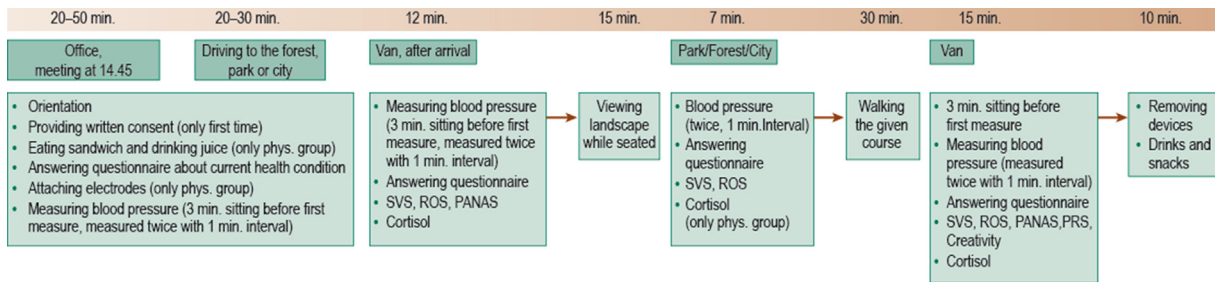 20–50 min.
20–30 min.
12 min.
15 min.
7 min.
30 min.
15 min.
10 min.
Office,
meeting at 14.45
Driving to the forest,
park or city
Van, after arrival
Park/Forest/City
Van
• Orientation
• Providing written consent (only first time)
• Eating sandwich and drinking juice (only phys. group)
• Answering questionnaire about current health condition
• Attaching electrodes (only phys. group)
• Measuring blood pressure (3 min. sitting before first
measure, measured twice with 1 min. interval)
• Measuring blood pressure
(3 min. sitting before first
measure, measured twice
with 1 min. interval)
• Answering questionnaire
• SVS, ROS, PANAS
• Cortisol
Viewing
landscape
while seated
• Blood pressure
(twice, 1 min.Interval)
• Answering
questionnaire
• SVS, ROS
• Cortisol
(only phys. group)
Walking
the given
course
• 3 min. sitting before
first measure
• Measuring blood
pressure (measured
twice with 1 min. interval)
• Answering questionnaire
• SVS, ROS, PANAS,PRS,
Creativity
• Cortisol
• Removing
devices
• Drinks and
snacks